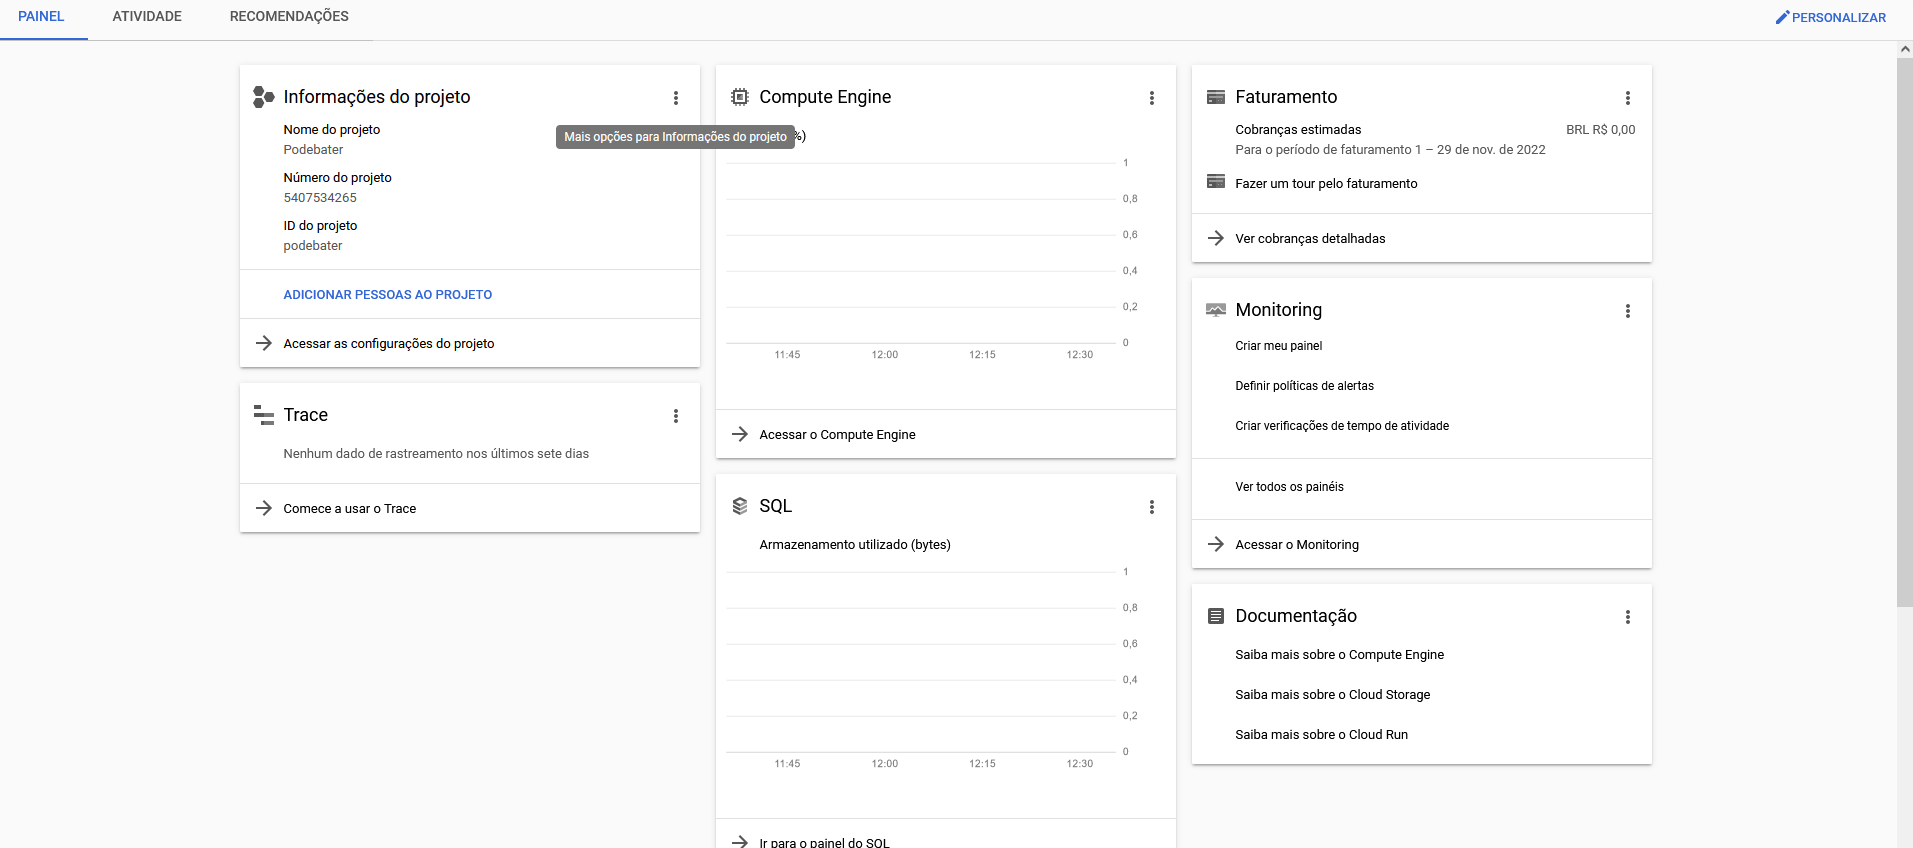 PAINEL
ATIVIDADE
RECOMENDAÇÕES
PERSONALIZAR
Informações do projeto
Nome do projeto
Podebater
Número do projeto
5407534265
ID do projeto
podebater
ADICIONAR PESSOAS AO PROJETO
Acessar as configurações do projeto
Trace
Nenhum dado de rastreamento nos últimos sete dias
Comece a usar o Trace
Compute Engine
Mais opções para Informações do projeto
%)
1
0,8
0,6
0,4
0,2
0
11:45 12:00 12:15 12:30
Acessar o Compute Engine
SQL
Armazenamento utilizado (bytes)
1
0,8
0,6
0,4
0,2
0
11:45 12:00 12:15 12:30
Ir para o painel do SQL
Faturamento
Cobranças estimadas BRL R$ 0,00
Para o período de faturamento 1 – 29 de nov. de 2022
Fazer um tour pelo faturamento
Ver cobranças detalhadas
Monitoring
Criar meu painel
Definir políticas de alertas
Criar verificações de tempo de atividade
Ver todos os painéis
Acessar o Monitoring
Documentação
Saiba mais sobre o Compute Engine
Saiba mais sobre o Cloud Storage
Saiba mais sobre o Cloud Run